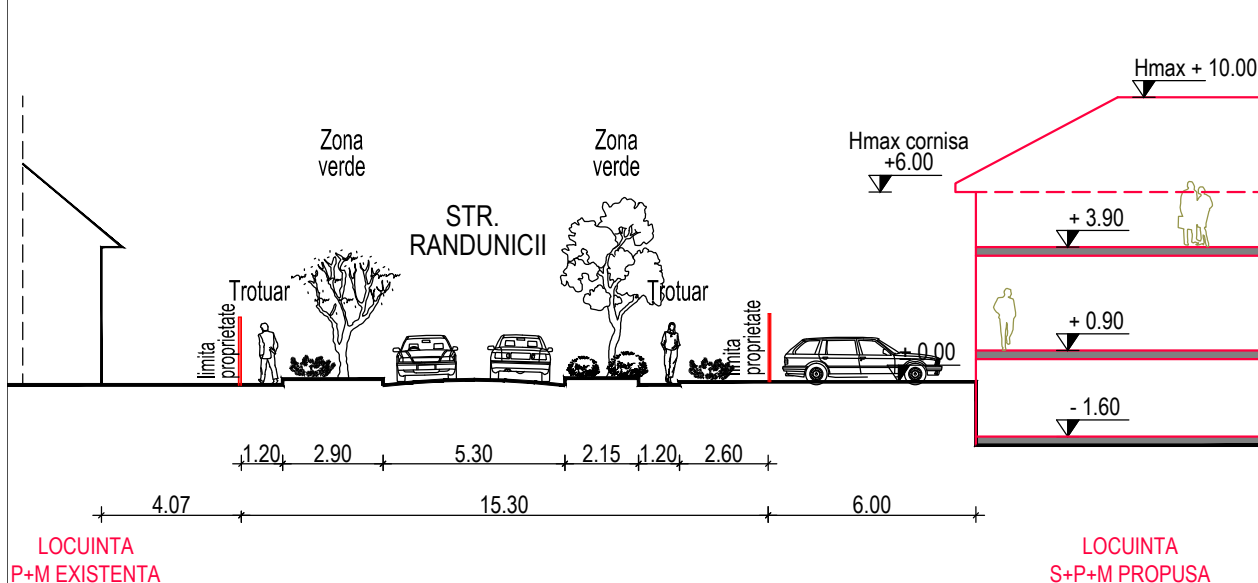 Hmax + 10.00
Zona
verde
Zona
verde
Hmax cornisa
+6.00
STR.
RANDUNICII
+ 3.90
Trotuar
Trotuar
limita
proprietate
limita
proprietate
+ 0.90
+ 0.00
- 1.60
1.20 2.90 5.30 2.15 1.20 2.60
4.07 15.30 6.00
LOCUINTA
P+M EXISTENTA
LOCUINTA
S+P+M PROPUSA